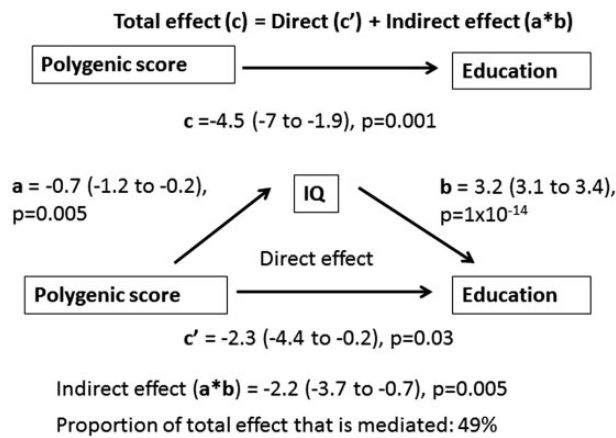 Total effect (c) = Direct (c’) + Indirect effect (a*b)
Polygenic score
Education
c =-4.5 (-7 to -1.9), p=0.001
a = -0.7 (-1.2 to -0.2),
p=0.005
IQ
b = 3.2 (3.1 to 3.4),
p=1x10⁻¹⁴
Direct effect
Polygenic score
Education
c’ = -2.3 (-4.4 to -0.2), p=0.03
Indirect effect (a*b) = -2.2 (-3.7 to -0.7), p=0.005
Proportion of total effect that is mediated: 49%